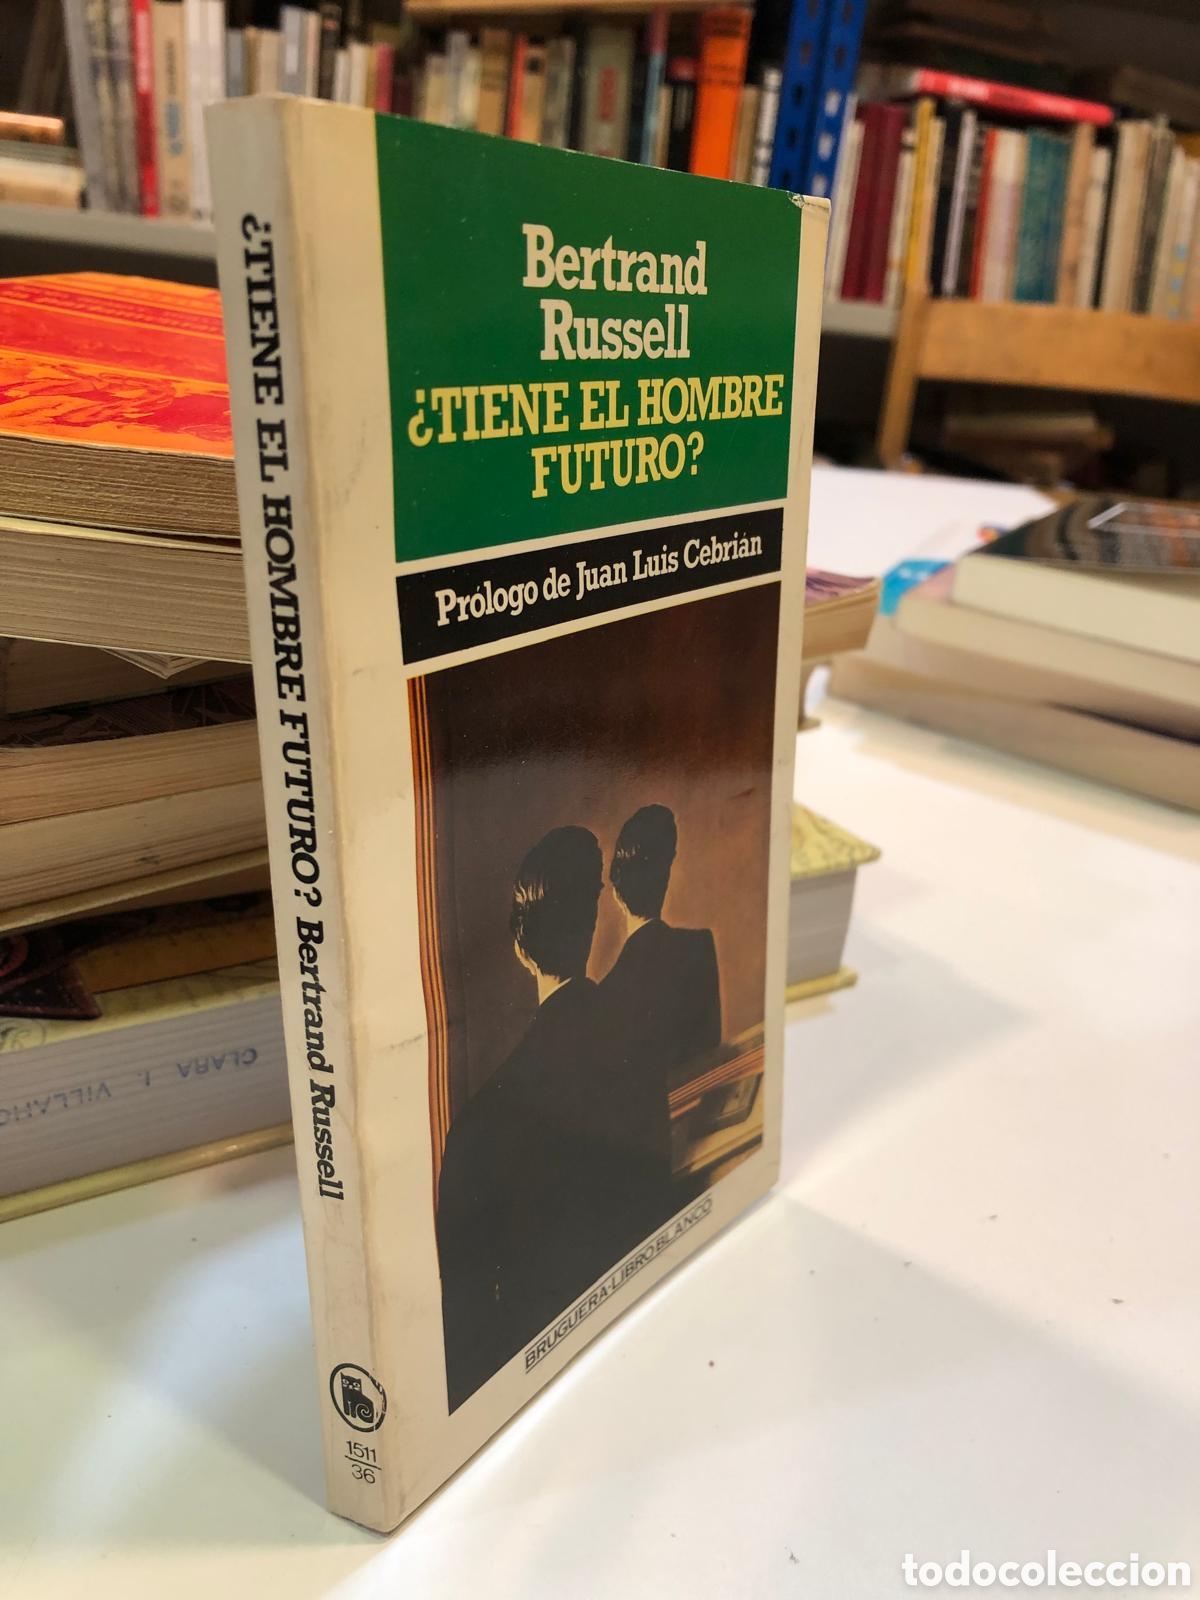 Bertrand
Russell
¿TIENE EL HOMBRE
FUTURO?
Prólogo de Juan Luis Cebrián
BRUGUERA-LIBRO BLANCO
¿TIENE EL HOMBRE FUTURO? Bertrand Russell
1511
36
CLARA I. VILLAHO
todocoleccion